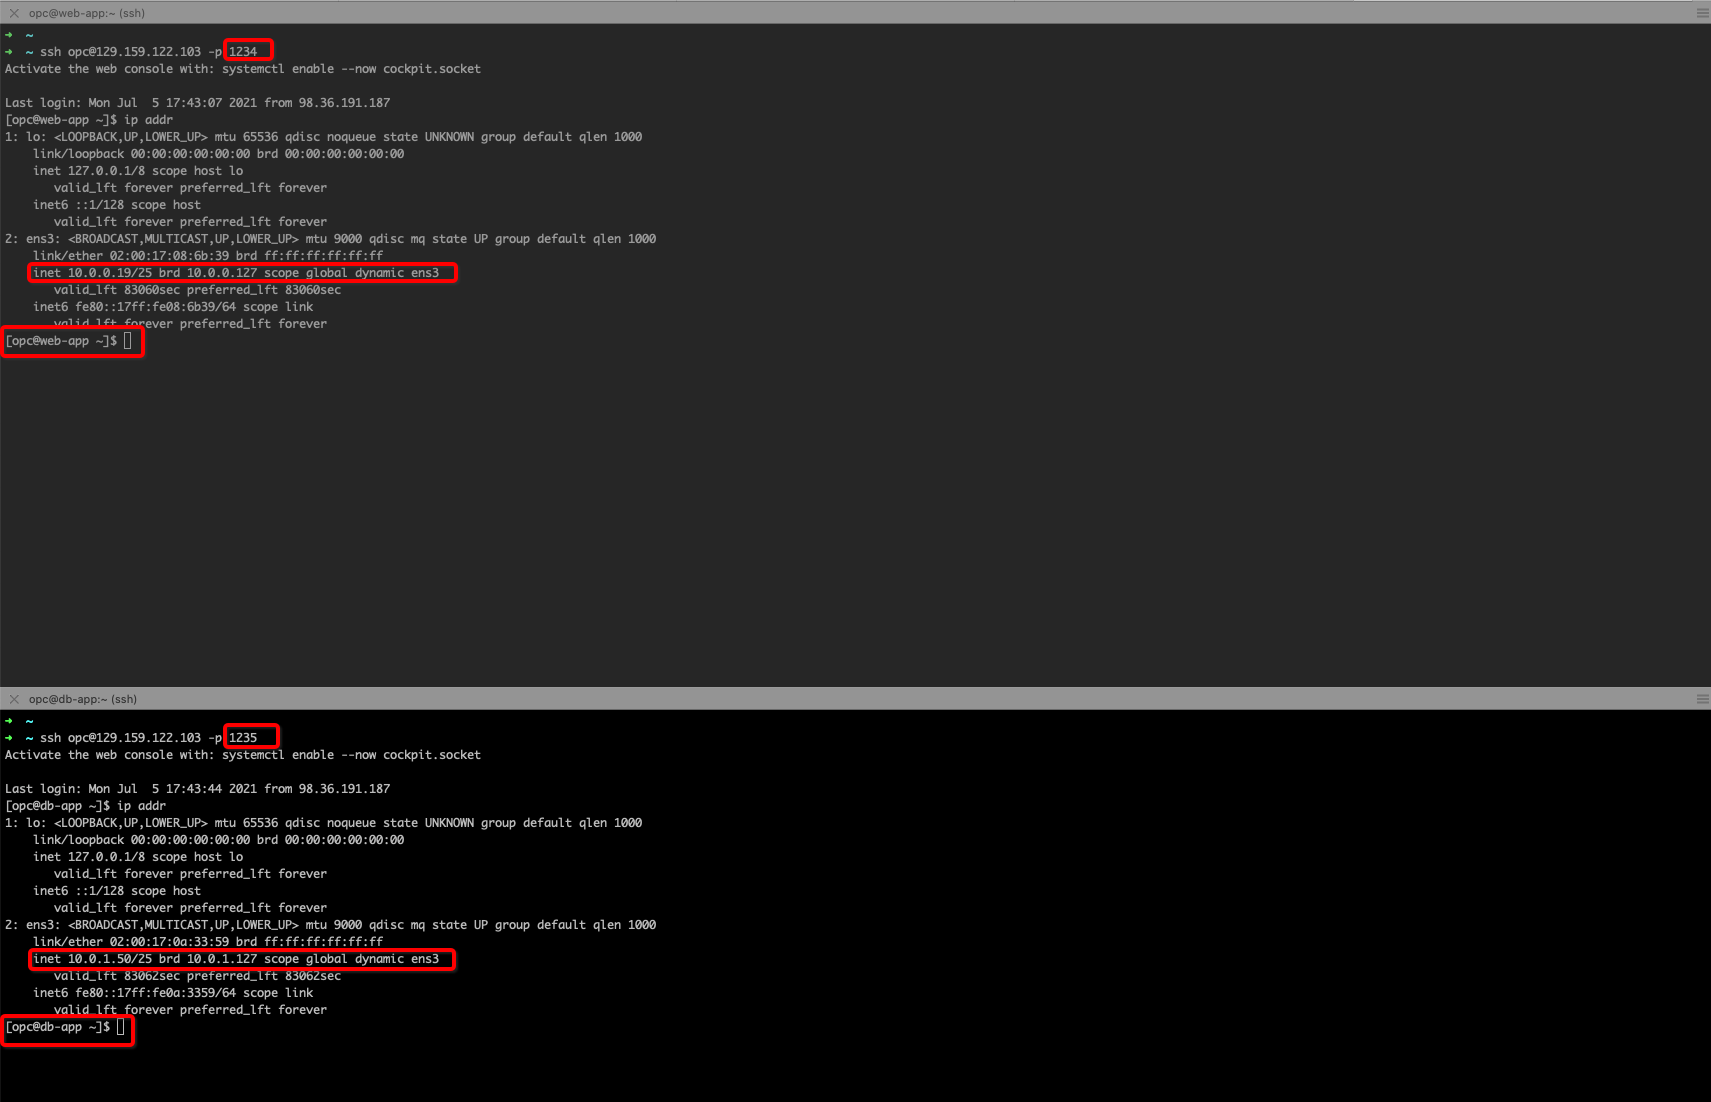 opc@web-app:~ (ssh)
➜ ~
➜ ~ ssh opc@129.159.122.103 -p 1234
Activate the web console with: systemctl enable --now cockpit.socket
Last login: Mon Jul  5 17:43:07 2021 from 98.36.191.187
[opc@web-app ~]$ ip addr
1: lo: <LOOPBACK,UP,LOWER_UP> mtu 65536 qdisc noqueue state UNKNOWN group default qlen 1000
    link/loopback 00:00:00:00:00:00 brd 00:00:00:00:00:00
    inet 127.0.0.1/8 scope host lo
       valid_lft forever preferred_lft forever
    inet6 ::1/128 scope host
       valid_lft forever preferred_lft forever
2: ens3: <BROADCAST,MULTICAST,UP,LOWER_UP> mtu 9000 qdisc mq state UP group default qlen 1000
    link/ether 02:00:17:08:6b:39 brd ff:ff:ff:ff:ff:ff
    inet 10.0.0.19/25 brd 10.0.0.127 scope global dynamic ens3
       valid_lft 83060sec preferred_lft 83060sec
    inet6 fe80::17ff:fe08:6b39/64 scope link
       valid_lft forever preferred_lft forever
[opc@web-app ~]$
opc@db-app:~ (ssh)
➜ ~
➜ ~ ssh opc@129.159.122.103 -p 1235
Activate the web console with: systemctl enable --now cockpit.socket
Last login: Mon Jul  5 17:43:44 2021 from 98.36.191.187
[opc@db-app ~]$ ip addr
1: lo: <LOOPBACK,UP,LOWER_UP> mtu 65536 qdisc noqueue state UNKNOWN group default qlen 1000
    link/loopback 00:00:00:00:00:00 brd 00:00:00:00:00:00
    inet 127.0.0.1/8 scope host lo
       valid_lft forever preferred_lft forever
    inet6 ::1/128 scope host
       valid_lft forever preferred_lft forever
2: ens3: <BROADCAST,MULTICAST,UP,LOWER_UP> mtu 9000 qdisc mq state UP group default qlen 1000
    link/ether 02:00:17:0a:33:59 brd ff:ff:ff:ff:ff:ff
    inet 10.0.1.50/25 brd 10.0.1.127 scope global dynamic ens3
       valid_lft 83062sec preferred_lft 83062sec
    inet6 fe80::17ff:fe0a:3359/64 scope link
       valid_lft forever preferred_lft forever
[opc@db-app ~]$